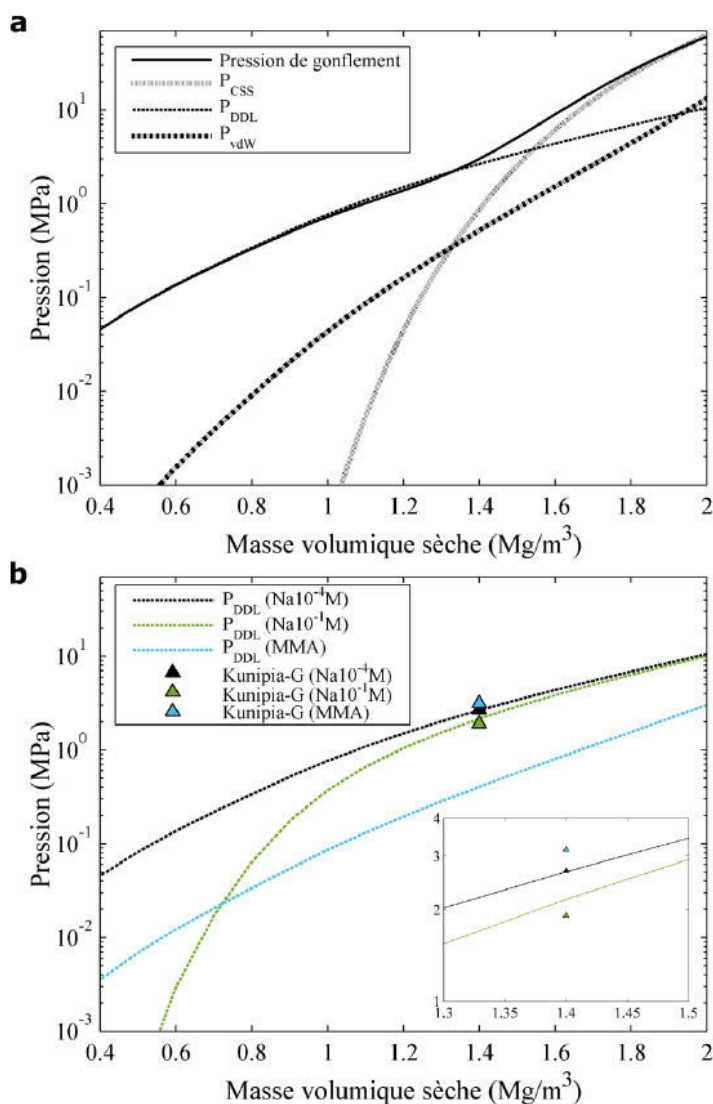 a
Pression de gonflement
P_CSS
P_DDL
P_vdW
10^1
10^0
10^-1
10^-2
10^-3
Pression (MPa)
0.4 0.6 0.8 1 1.2 1.4 1.6 1.8 2
Masse volumique sèche (Mg/m^3)
b
P_DDL (Na10^-4M)
P_DDL (Na10^-1M)
P_DDL (MMA)
Kunipia-G (Na10^-4M)
Kunipia-G (Na10^-1M)
Kunipia-G (MMA)
10^1
10^0
10^-1
10^-2
10^-3
Pression (MPa)
4
3
2
1
1.3 1.35 1.4 1.45 1.5
0.4 0.6 0.8 1 1.2 1.4 1.6 1.8 2
Masse volumique sèche (Mg/m^3)